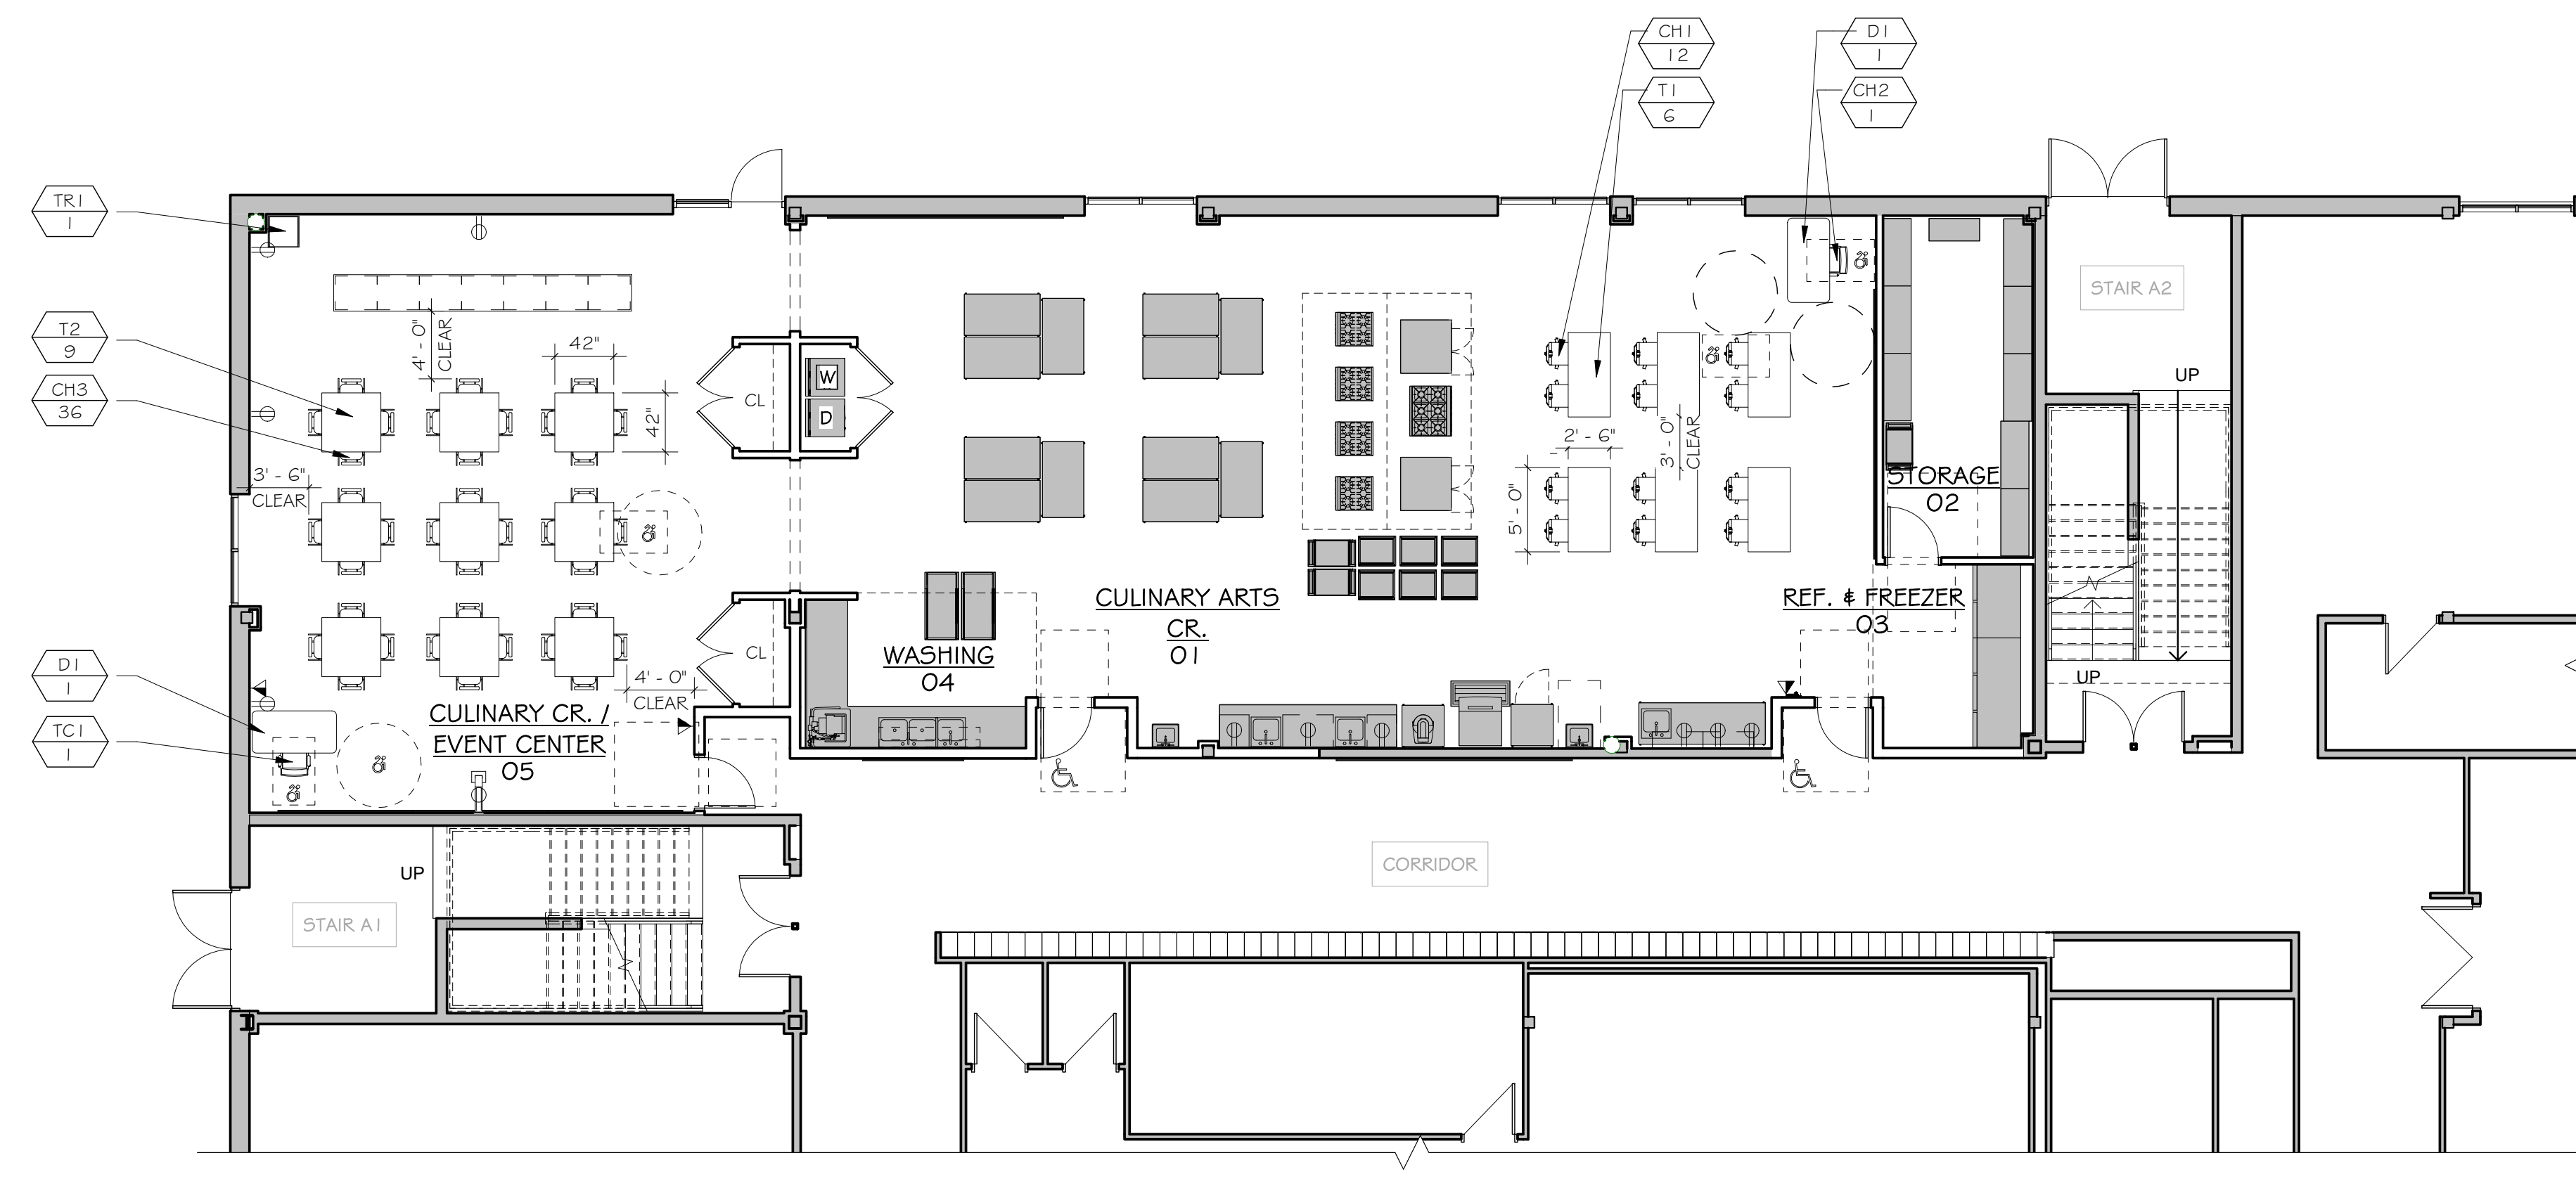 CH1
12
D1
1
T1
6
CH2
1
TR1
1
STAIR A2
T2
9
4' - 0"
CLEAR
42"
42"
CH3
36
CL
W
D
UP
2' - 6"
3' - 0"
CLEAR
5' - 0"
3' - 6"
CLEAR
STORAGE
02
CULINARY ARTS
CR.
01
REF. & FREEZER
03
WASHING
04
CL
D1
1
4' - 0"
CLEAR
UP
CULINARY CR. /
EVENT CENTER
05
TC1
1
UP
STAIR A1
CORRIDOR